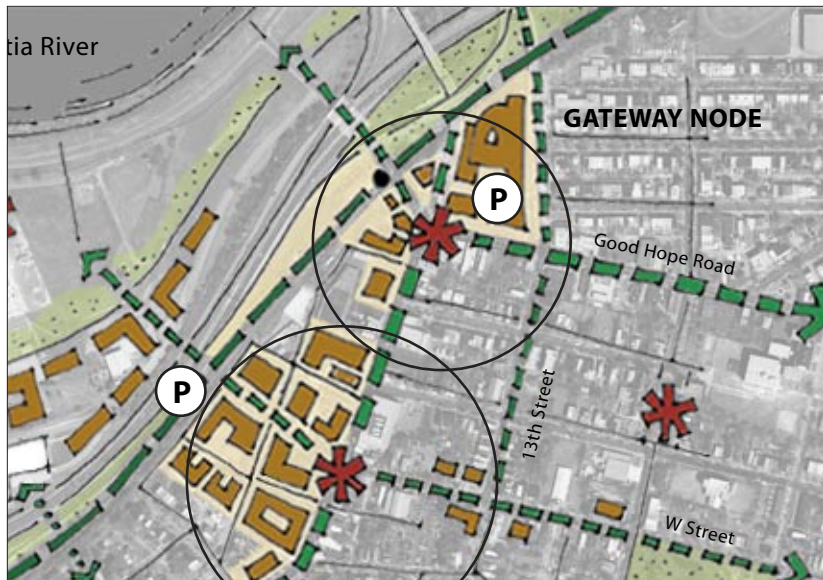 tia River
GATEWAY NODE
P
Good Hope Road
P
13th Street
W Street